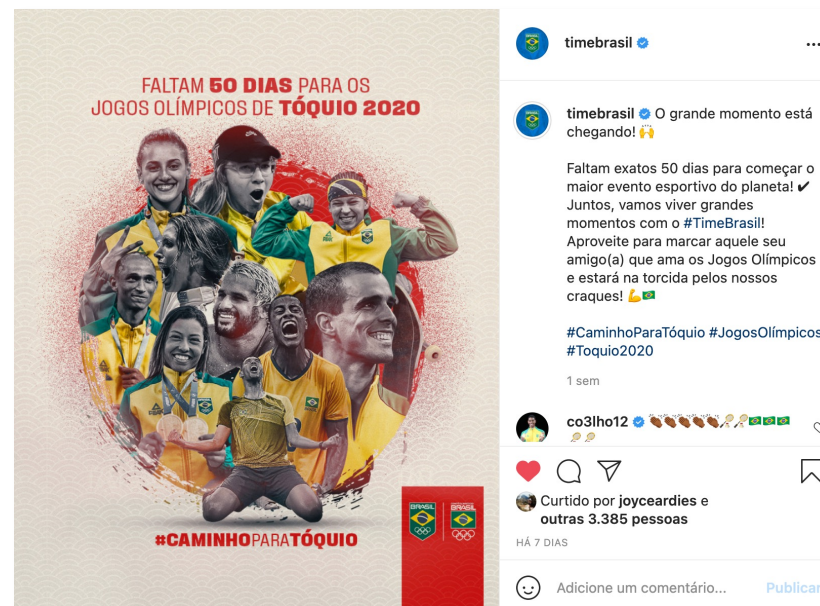 FALTAM 50 DIAS PARA OS
JOGOS OLÍMPICOS DE TÓQUIO 2020
#CAMINHOPARATÓQUIO
BRASIL
BRASIL
timebrasil
timebrasil O grande momento está
chegando! 🙌
Faltam exatos 50 dias para começar o
maior evento esportivo do planeta! ✔
Juntos, vamos viver grandes
momentos com o #TimeBrasil!
Aproveite para marcar aquele seu
amigo(a) que ama os Jogos Olímpicos
e estará na torcida pelos nossos
craques! 💪🇧🇷
#CaminhoParaTóquio #JogosOlímpicos
#Toquio2020
1 sem
co3lho12
Curtido por joyceardies e
outras 3.385 pessoas
HÁ 7 DIAS
Adicione um comentário... Publicar